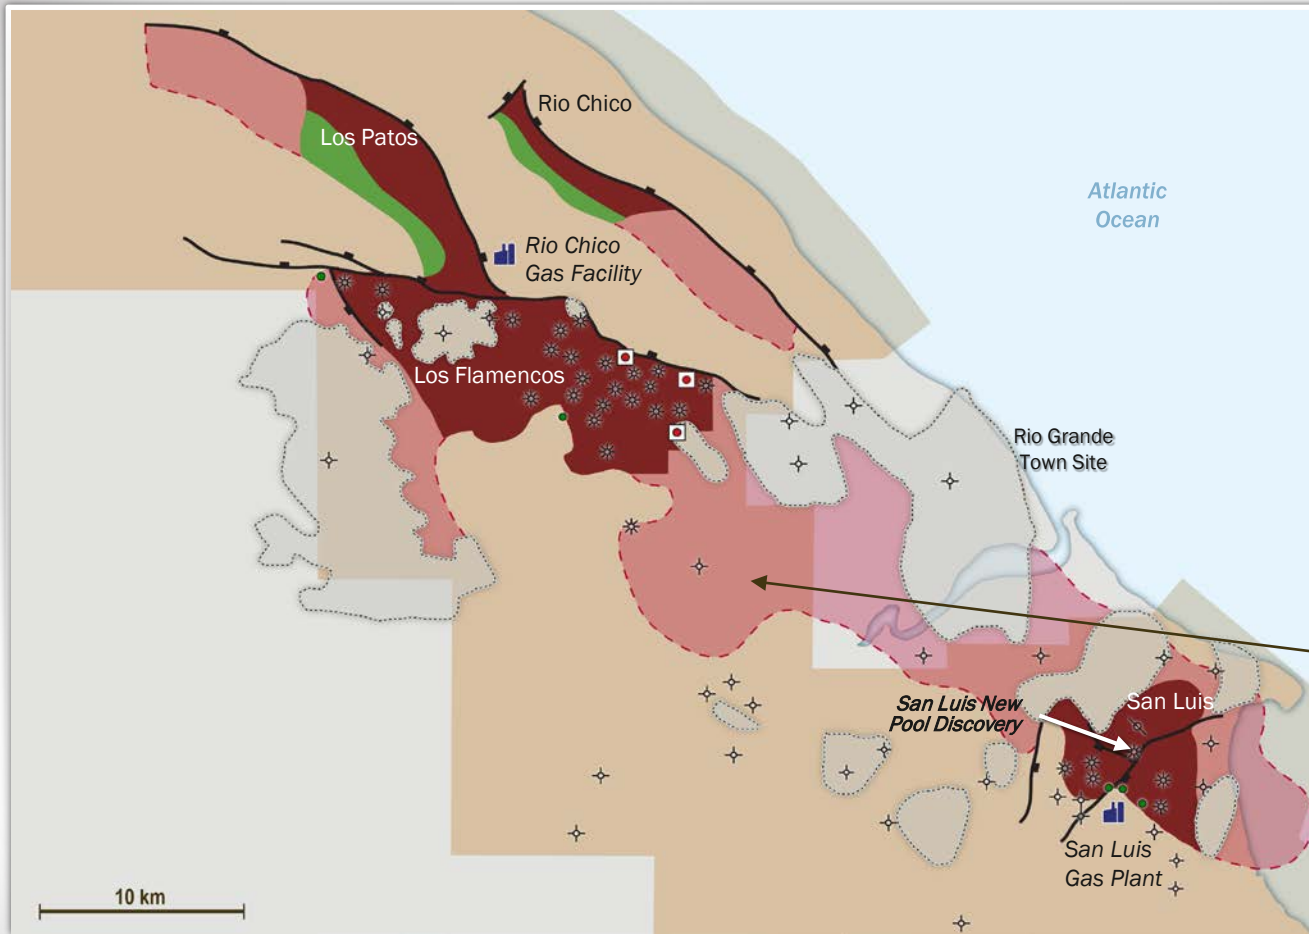 Rio Chico
Los Patos
Atlantic
Ocean
Rio Chico
Gas Facility
Los Flamencos
Rio Grande
Town Site
San Luis New
Pool Discovery
San Luis
San Luis
Gas Plant
10 km